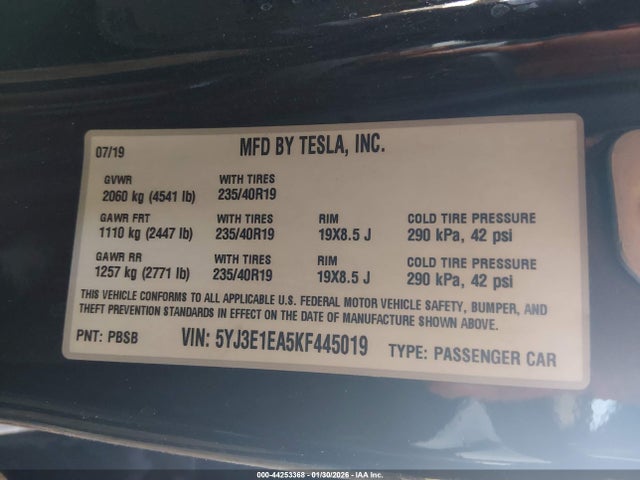 07/19 MFD BY TESLA, INC.
GVWR WITH TIRES
2060 kg (4541 lb) 235/40R19
GAWR FRT WITH TIRES RIM COLD TIRE PRESSURE
1110 kg (2447 lb) 235/40R19 19X8.5 J 290 kPa, 42 psi
GAWR RR WITH TIRES RIM COLD TIRE PRESSURE
1257 kg (2771 lb) 235/40R19 19X8.5 J 290 kPa, 42 psi
THIS VEHICLE CONFORMS TO ALL APPLICABLE U.S. FEDERAL MOTOR VEHICLE SAFETY, BUMPER, AND
THEFT PREVENTION STANDARDS IN EFFECT ON THE DATE OF MANUFACTURE SHOWN ABOVE.
PNT: PBSB VIN: 5YJ3E1EA5KF445019 TYPE: PASSENGER CAR
000-44253368 - 01/30/2026 - IAA Inc.